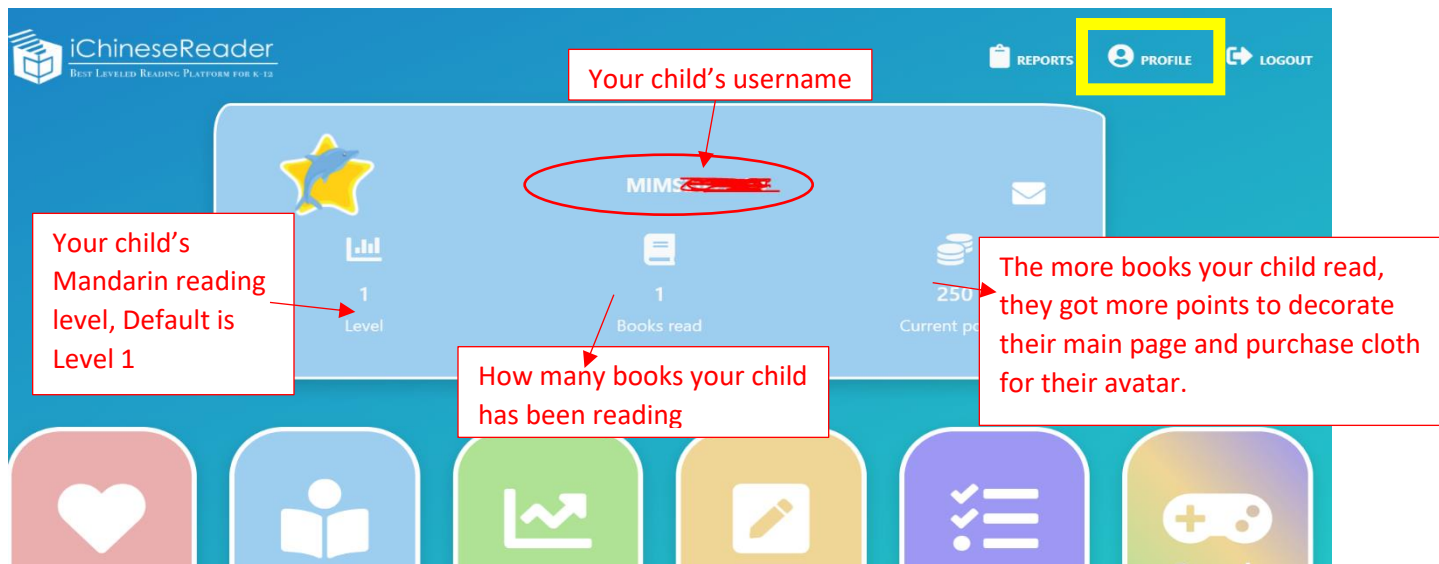 iChineseReader
BEST LEVELED READING PLATFORM FOR K-12
REPORTS
PROFILE
LOGOUT
Your child's username
MIMS
Your child's
Mandarin reading
level, Default is
Level 1
1
Level
1
Books read
250
Current po
The more books your child read,
they got more points to decorate
their main page and purchase cloth
for their avatar.
How many books your child
has been reading